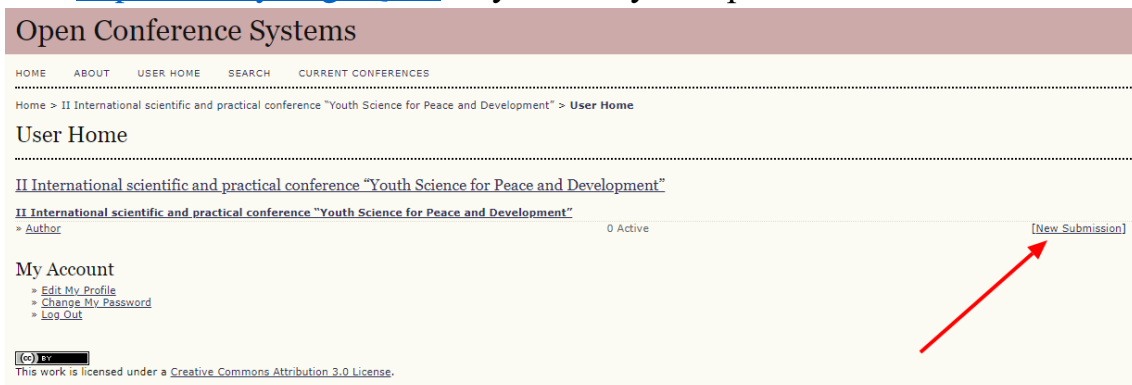 Open Conference Systems
HOME ABOUT USER HOME SEARCH CURRENT CONFERENCES
Home > II International scientific and practical conference "Youth Science for Peace and Development" > User Home
User Home
II International scientific and practical conference “Youth Science for Peace and Development”
II International scientific and practical conference "Youth Science for Peace and Development"
» Author 0 Active [New Submission]
My Account
» Edit My Profile
» Change My Password
» Log Out
(cc) BY
This work is licensed under a Creative Commons Attribution 3.0 License.